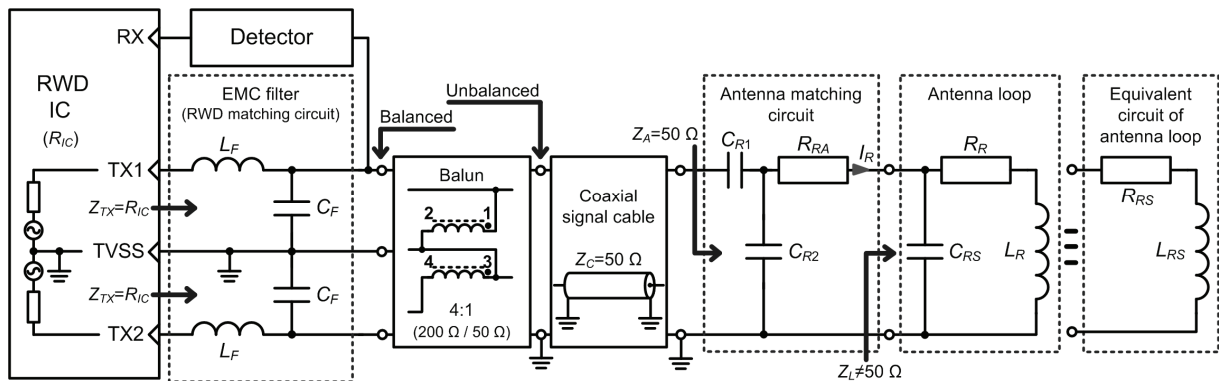 RX
Detector
RWD
IC
(R_IC)
TX1
Z_TX=R_IC
TVSS
Z_TX=R_IC
TX2
EMC filter
(RWD matching circuit)
L_F
C_F
C_F
L_F
Balanced
Unbalanced
Balun
2 1
4 3
4:1
(200 Ω / 50 Ω)
Coaxial
signal cable
Z_C=50 Ω
Z_A=50 Ω
Antenna matching
circuit
C_R1
R_RA
I_R
C_R2
Z_L≠50 Ω
Antenna loop
R_R
C_RS
L_R
Equivalent
circuit of
antenna loop
R_RS
L_RS